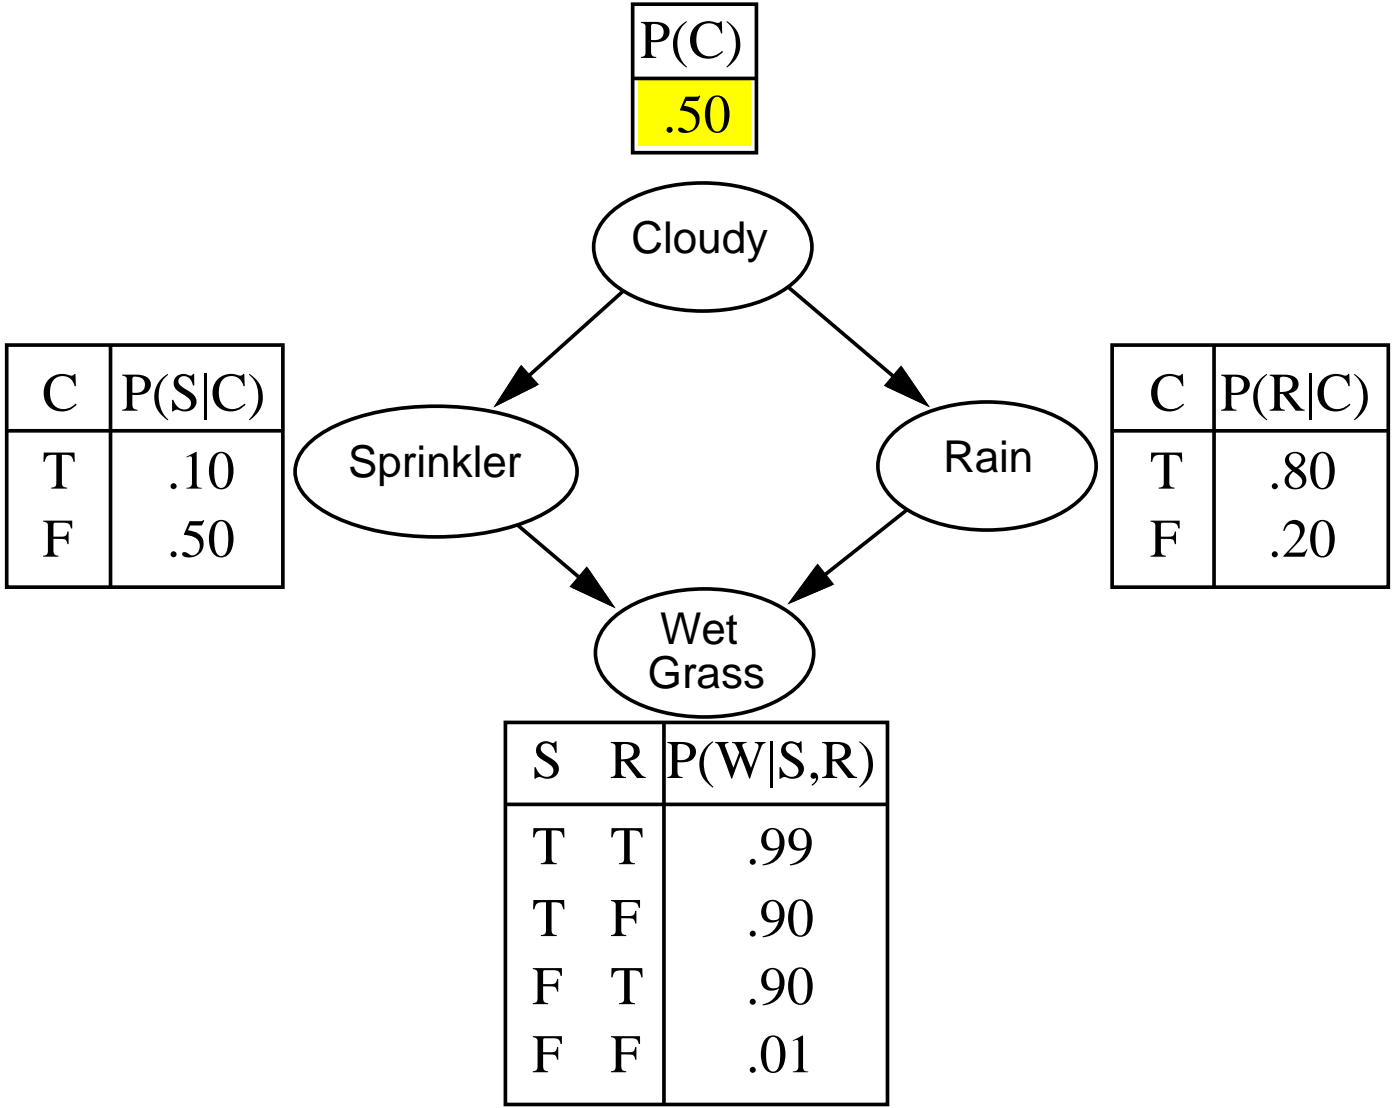 P(C)
.50
Cloudy
C P(S|C)
T .10
F .50
Sprinkler
Rain
C P(R|C)
T .80
F .20
Wet
Grass
S R P(W|S,R)
T T .99
T F .90
F T .90
F F .01